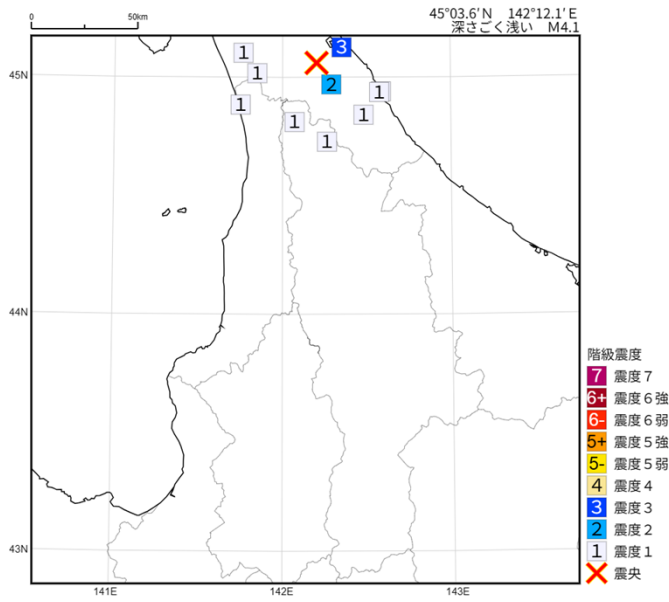 0 50km
45°03.6′N 142°12.1′E
深さごく浅い M4.1
1
3
1
45N
2
1
1
1
1
1
44N
43N
141E
142E
143E
階級震度
7 震度７
6+ 震度６強
6- 震度６弱
5+ 震度５強
5- 震度５弱
4 震度４
3 震度３
2 震度２
1 震度１
震央